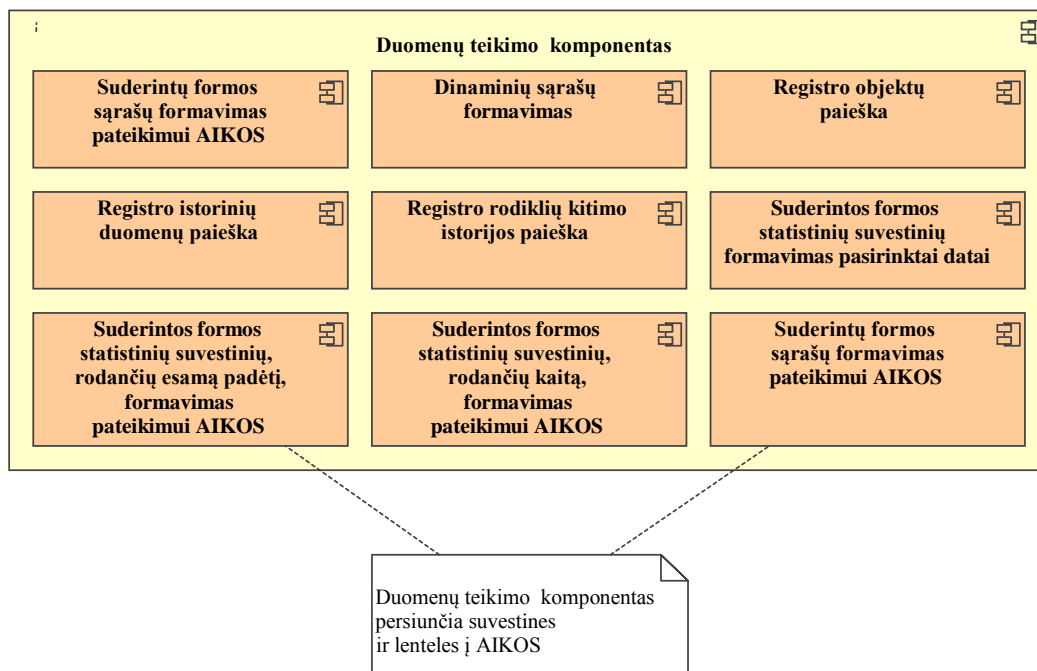 Duomenų teikimo komponentas
Suderintų formos
sąrašų formavimas
pateikimui AIKOS
Dinaminių sąrašų
formavimas
Registro objektų
paieška
Registro istorinių
duomenų paieška
Registro rodiklių kitimo
istorijos paieška
Suderintos formos
statistinių suvestinių
formavimas pasirinktai datai
Suderintos formos
statistinių suvestinių,
rodančių esamą padėtį,
formavimas
pateikimui AIKOS
Suderintos formos
statistinių suvestinių,
rodančių kaitą,
formavimas
pateikimui AIKOS
Suderintų formos
sąrašų formavimas
pateikimui AIKOS
Duomenų teikimo komponentas
persiunčia suvestines
ir lenteles į AIKOS